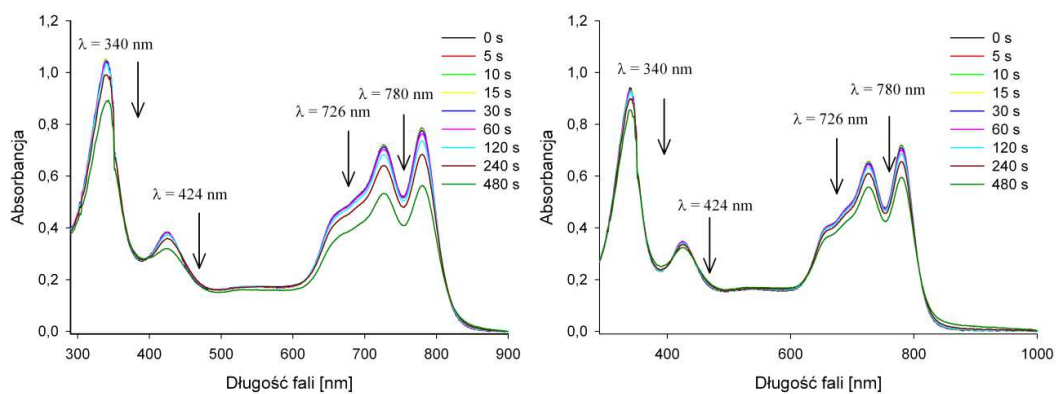 1,2
1,0
0,8
0,6
0,4
0,2
0,0
Absorbancja
λ = 340 nm
λ = 424 nm
λ = 726 nm
λ = 780 nm
0 s
5 s
10 s
15 s
30 s
60 s
120 s
240 s
480 s
300 400 500 600 700 800 900
Długość fali [nm]
1,2
1,0
0,8
0,6
0,4
0,2
0,0
Absorbancja
λ = 340 nm
λ = 424 nm
λ = 726 nm
λ = 780 nm
0 s
5 s
10 s
15 s
30 s
60 s
120 s
240 s
480 s
400 600 800 1000
Długość fali [nm]